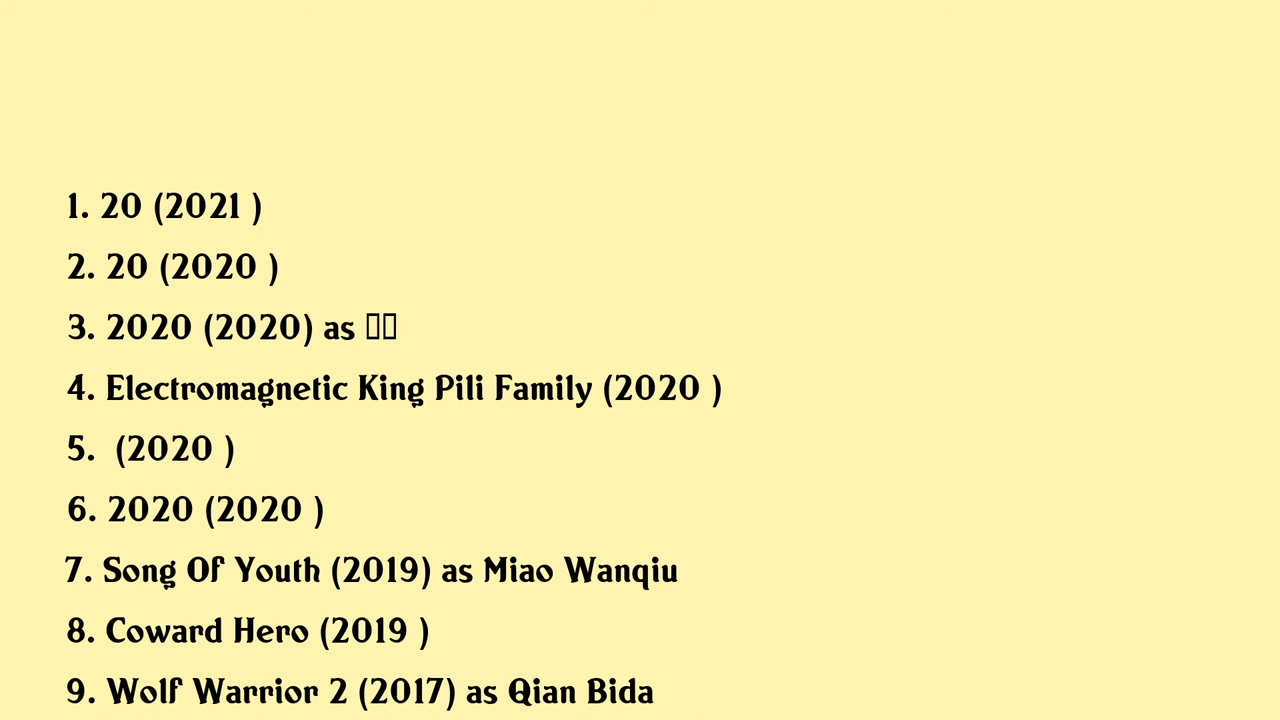 1. 20 (2021 )
2. 20 (2020 )
3. 2020 (2020) as
4. Electromagnetic King Pili Family (2020 )
5. (2020 )
6. 2020 (2020 )
7. Song Of Youth (2019) as Miao Wanqiu
8. Coward Hero (2019 )
9. Wolf Warrior 2 (2017) as Qian Bida